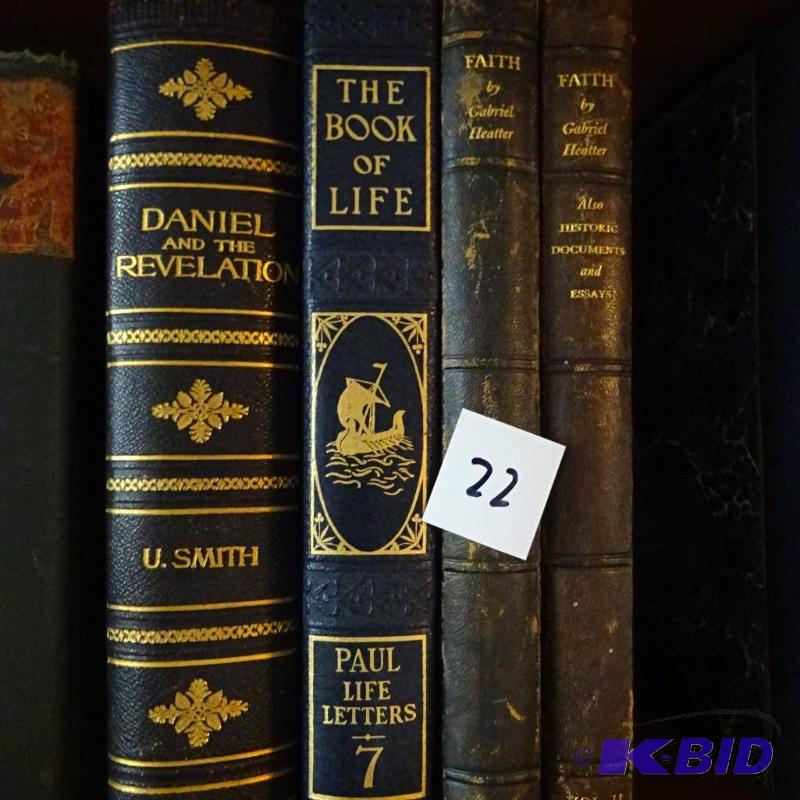 DANIEL
AND THE
REVELATION
U. SMITH
THE
BOOK
OF
LIFE
PAUL
LIFE
LETTERS
7
FAITH
by
Gabriel
Heatter
22
FAITH
by
Gabriel
Heatter
Also
HISTORIC
DOCUMENTS
and
ESSAYS
K-BID